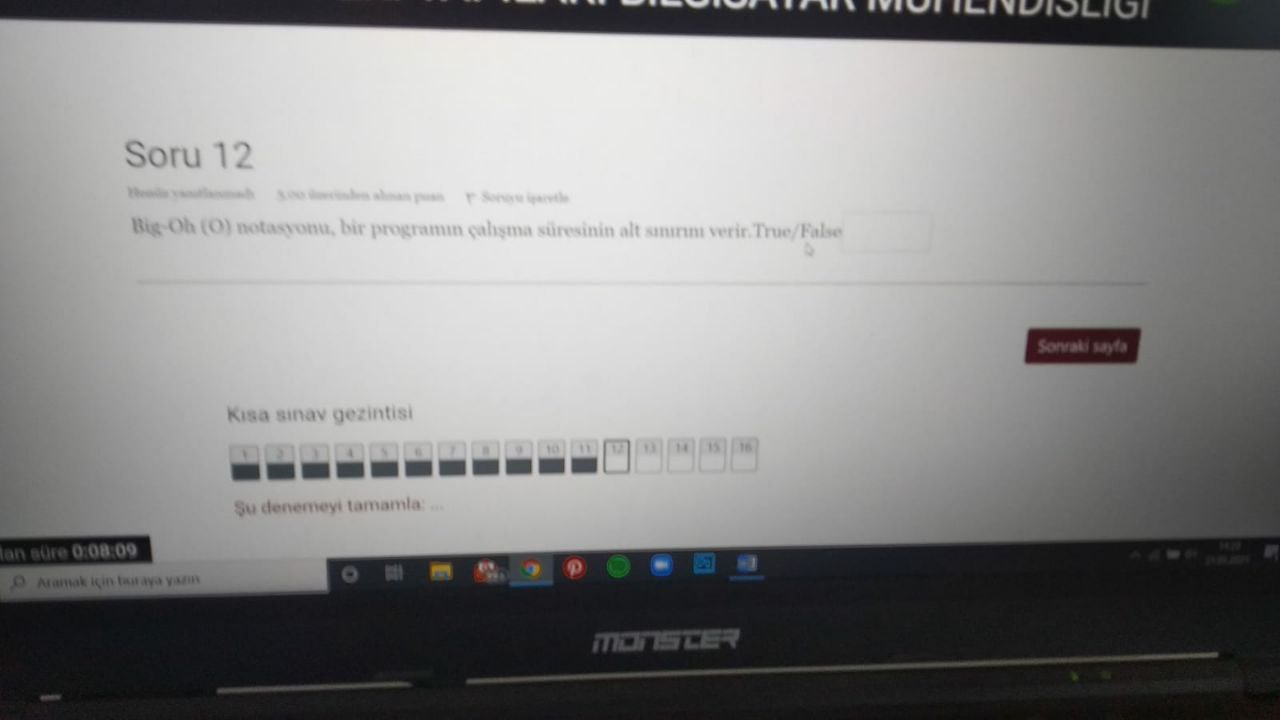 BİLGİSAYAR MÜHENDİSLİĞİ
Soru 12
Henüz yanıtlanmadı 5,00 üzerinden alınan puan Soruyu işaretle
Big-Oh (O) notasyonu, bir programın çalışma süresinin alt sınırını verir.True/False
Sonraki sayfa
Kısa sınav gezintisi
1 2 3 4 5 6 7 8 9 10 11 12 13 14 15 16
Şu denemeyi tamamla: ...
lan süre 0:08:09
Aramak için buraya yazın
MONSTER